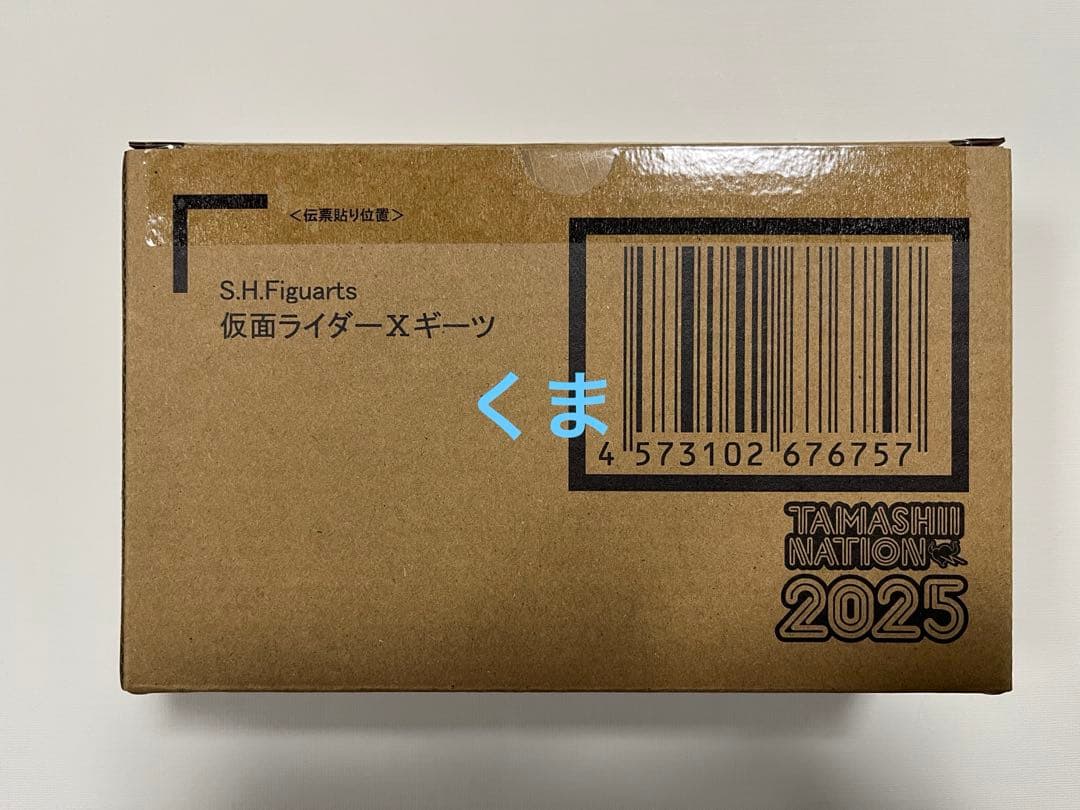 <伝票貼り位置>
S.H.Figuarts
仮面ライダーXギーツ
くま
4 573102 676757
TAMASHII
NATION
2025